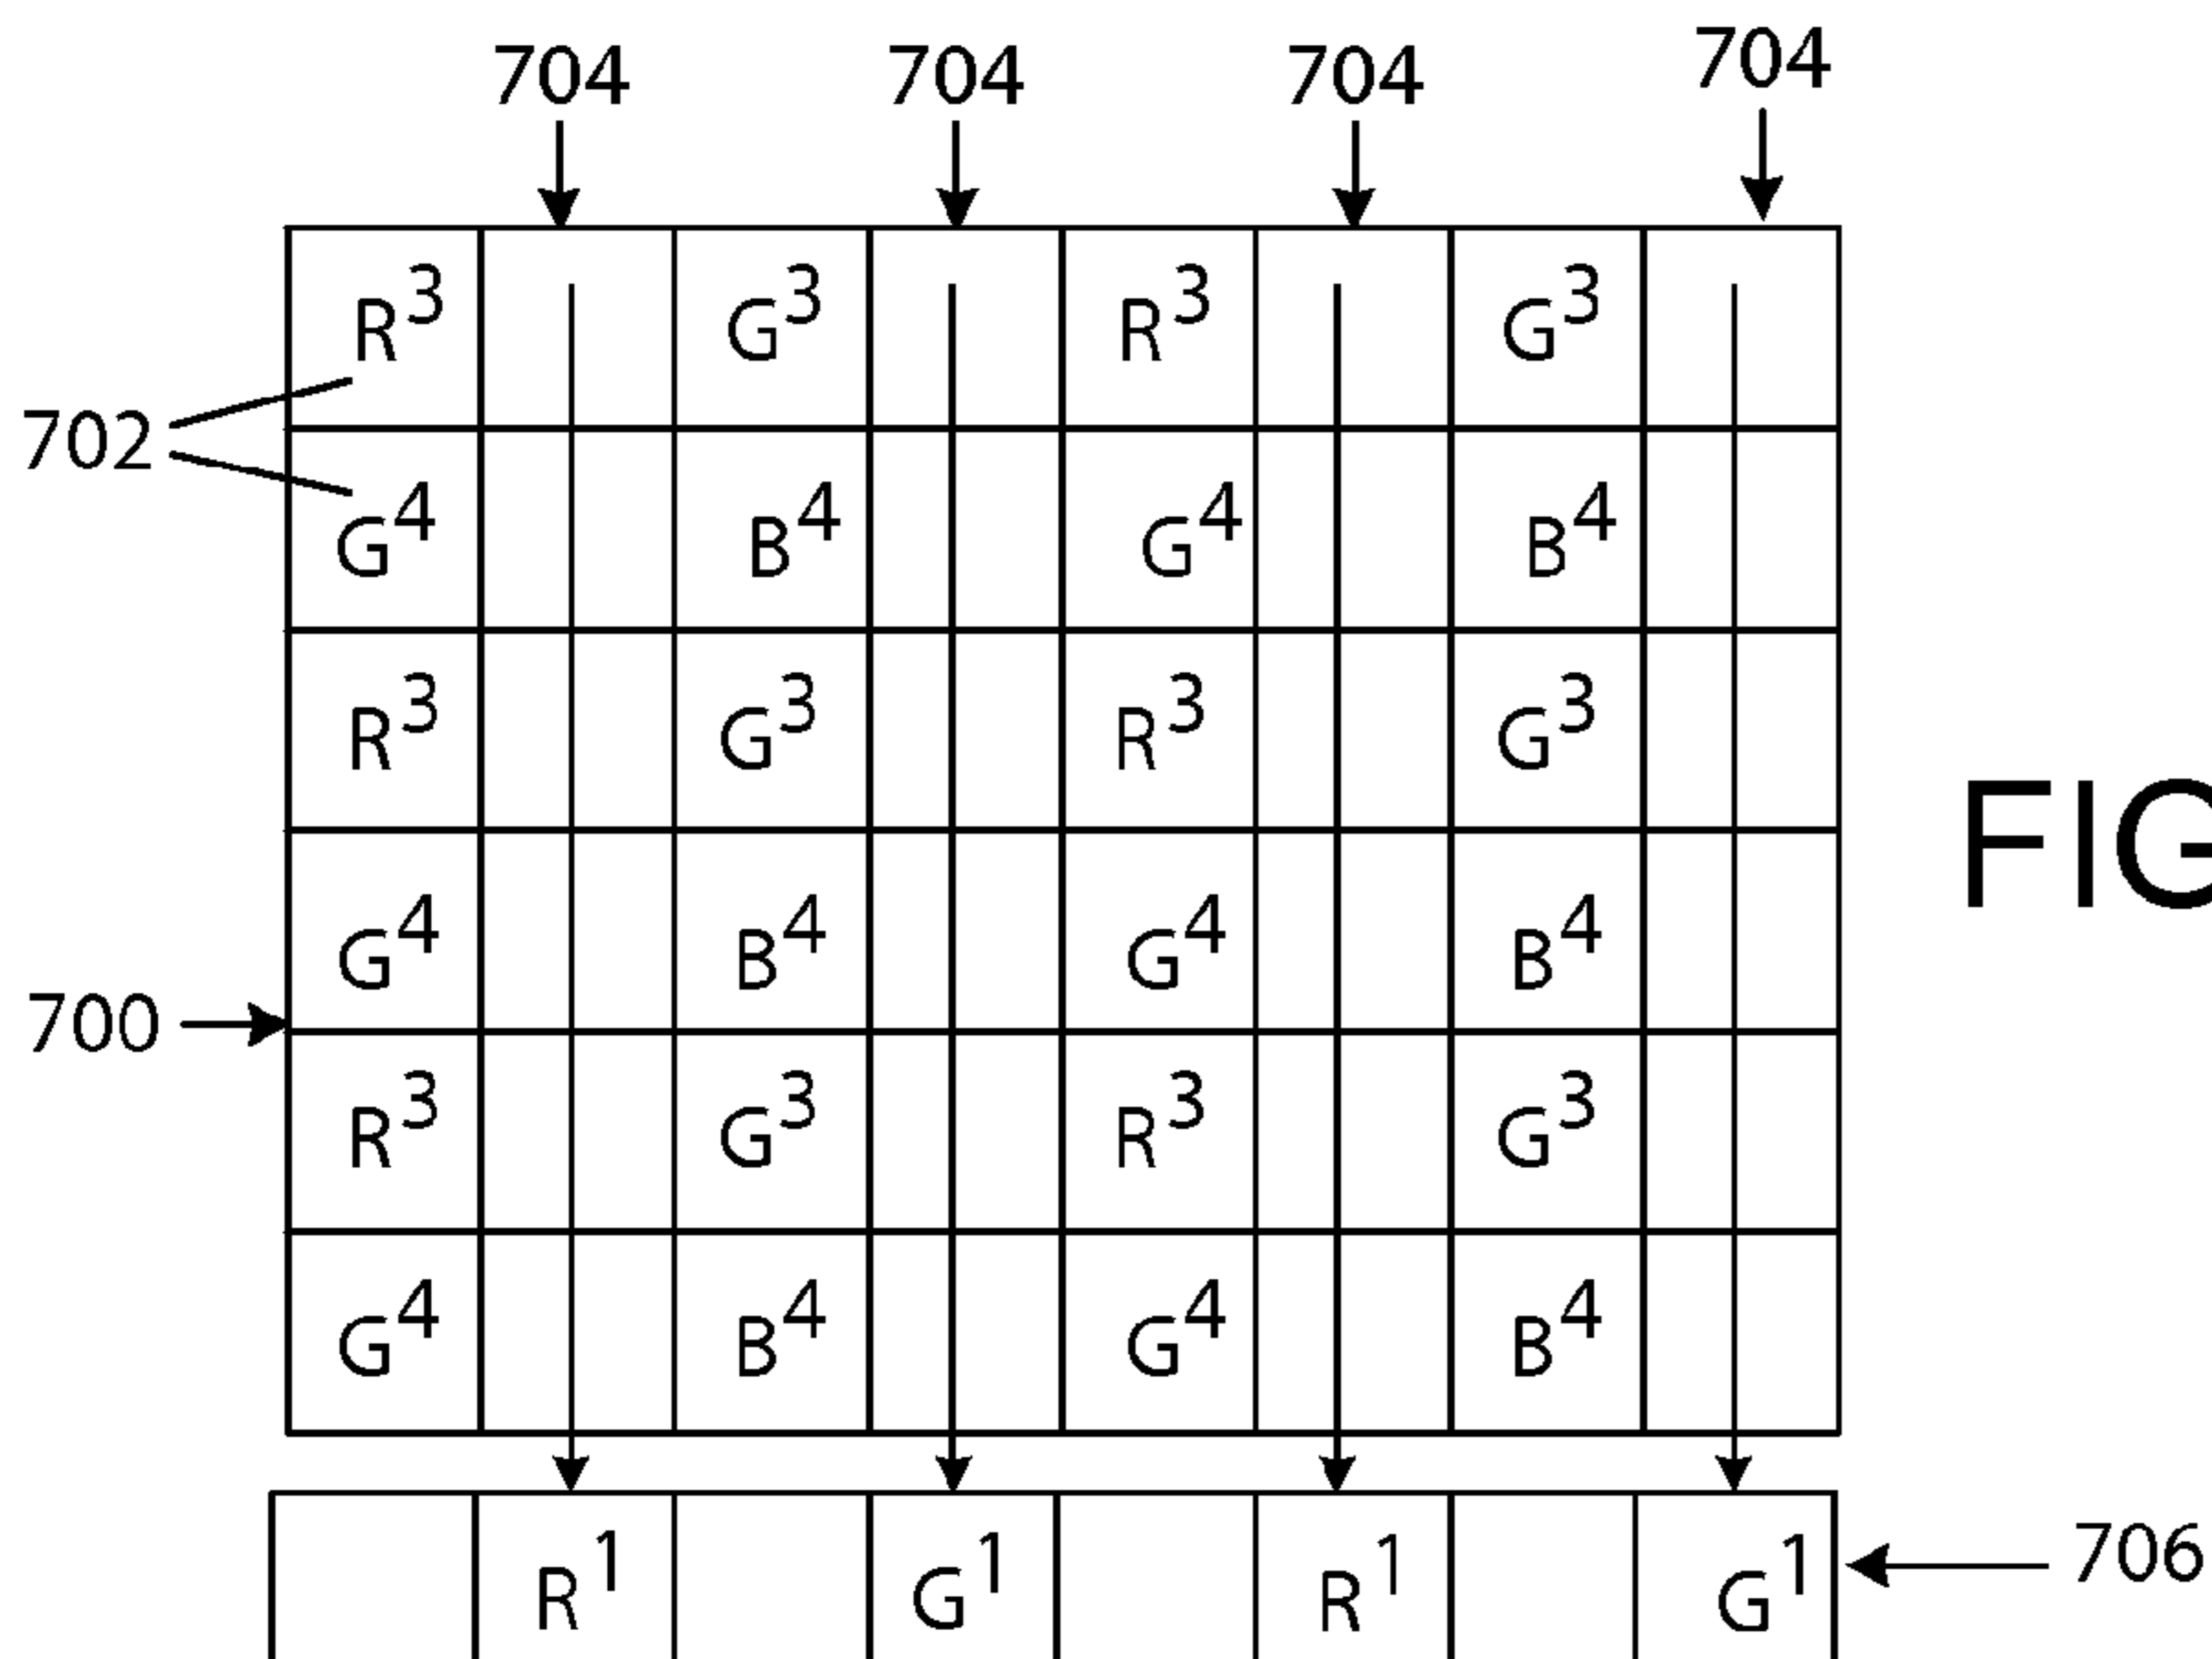 704 704 704 704
R³ G³ R³ G³
702
G⁴ B⁴ G⁴ B⁴
R³ G³ R³ G³
FIG
G⁴ B⁴ G⁴ B⁴
700
R³ G³ R³ G³
G⁴ B⁴ G⁴ B⁴
R¹ G¹ R¹ G¹
706